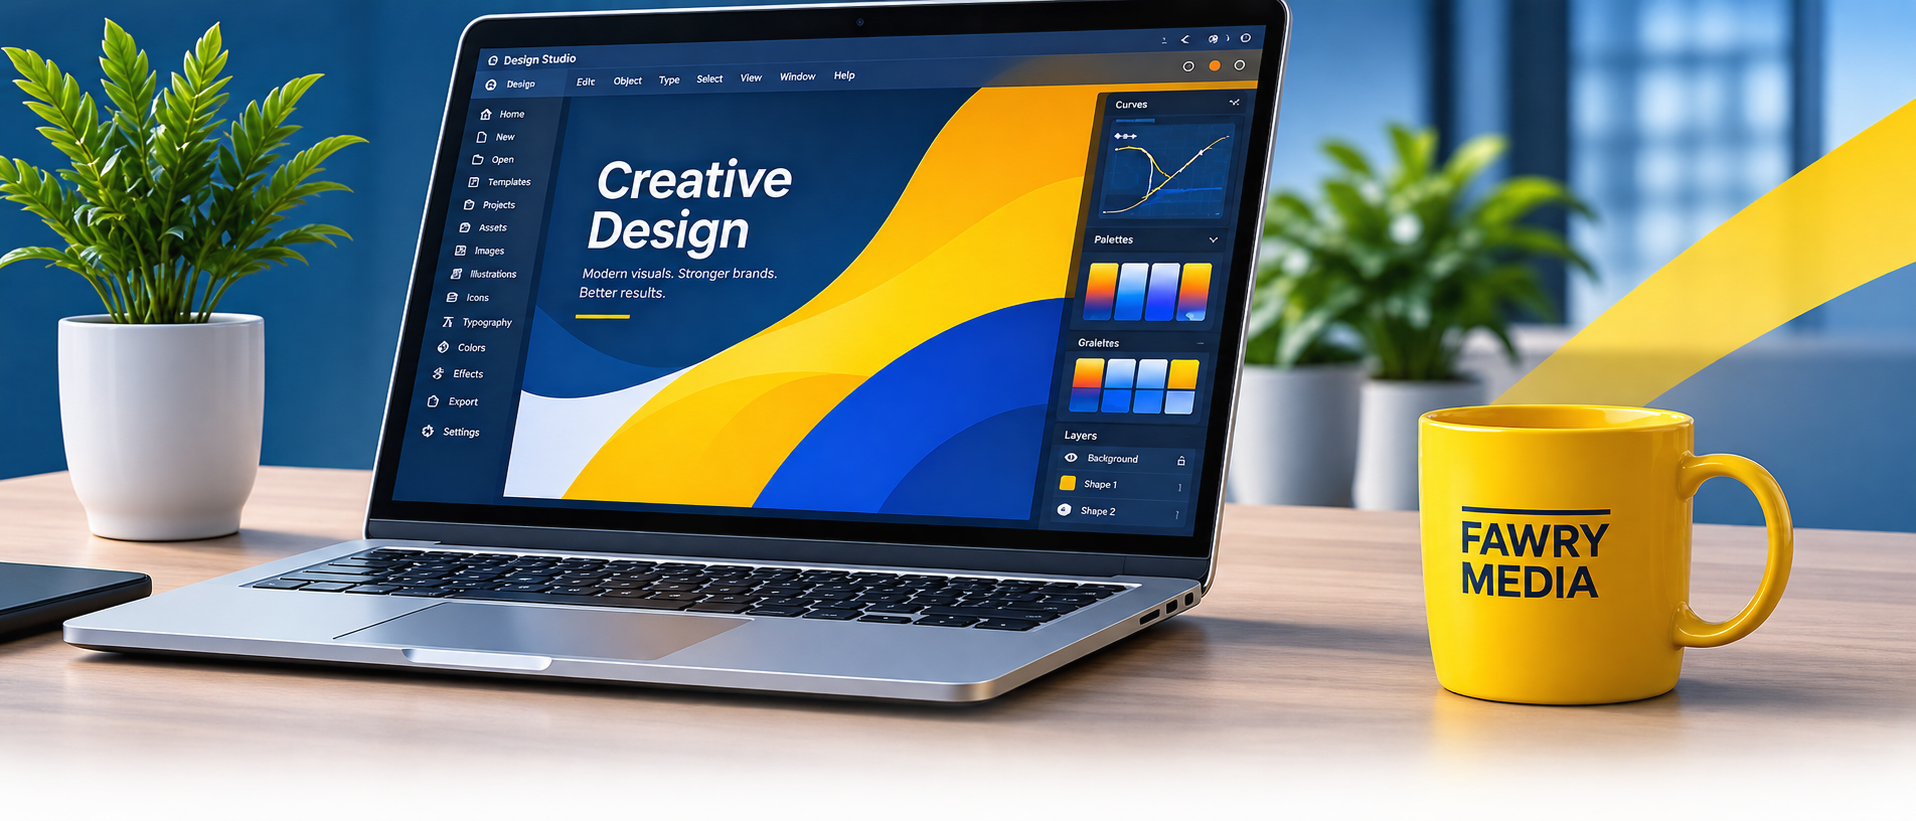 Design Studio
Design
Edit
Object
Type
Select
View
Window
Help
Home
New
Open
Templates
Projects
Assets
Images
Illustrations
Icons
Typography
Colors
Effects
Export
Settings
Creative
Design
Modern visuals. Stronger brands.
Better results.
Curves
Palettes
Gralettes
Layers
Background
Shape 1
Shape 2
FAWRY
MEDIA